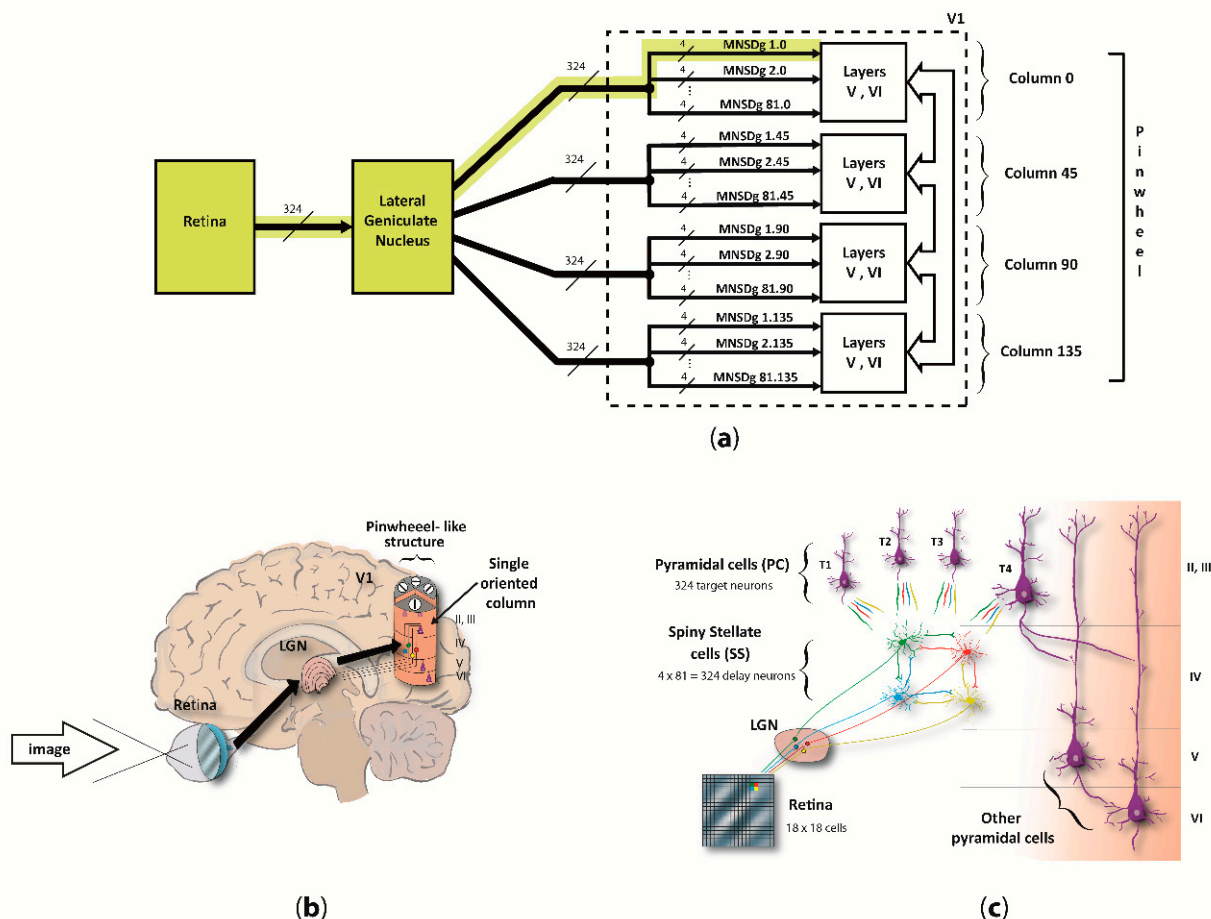 V1
324
4
MNSDg 1.0
4
MNSDg 2.0
⋮
4
MNSDg 81.0
Layers
V , VI
Column 0
324
4
MNSDg 1.45
4
MNSDg 2.45
⋮
4
MNSDg 81.45
Layers
V , VI
Column 45
Retina
324
Lateral
Geniculate
Nucleus
324
4
MNSDg 1.90
4
MNSDg 2.90
⋮
4
MNSDg 81.90
Layers
V , VI
Column 90
324
4
MNSDg 1.135
4
MNSDg 2.135
⋮
4
MNSDg 81.135
Layers
V , VI
Column 135
Pinwheel
(a)
Pinwheeel- like
structure
Single
oriented
column
V1
II, III
IV
V
VI
LGN
Retina
image
(b)
Pyramidal cells (PC)
324 target neurons
T1
T2
T3
T4
II, III
Spiny Stellate
cells (SS)
4 x 81 = 324 delay neurons
IV
LGN
V
Retina
18 x 18 cells
Other
pyramidal cells
VI
(c)